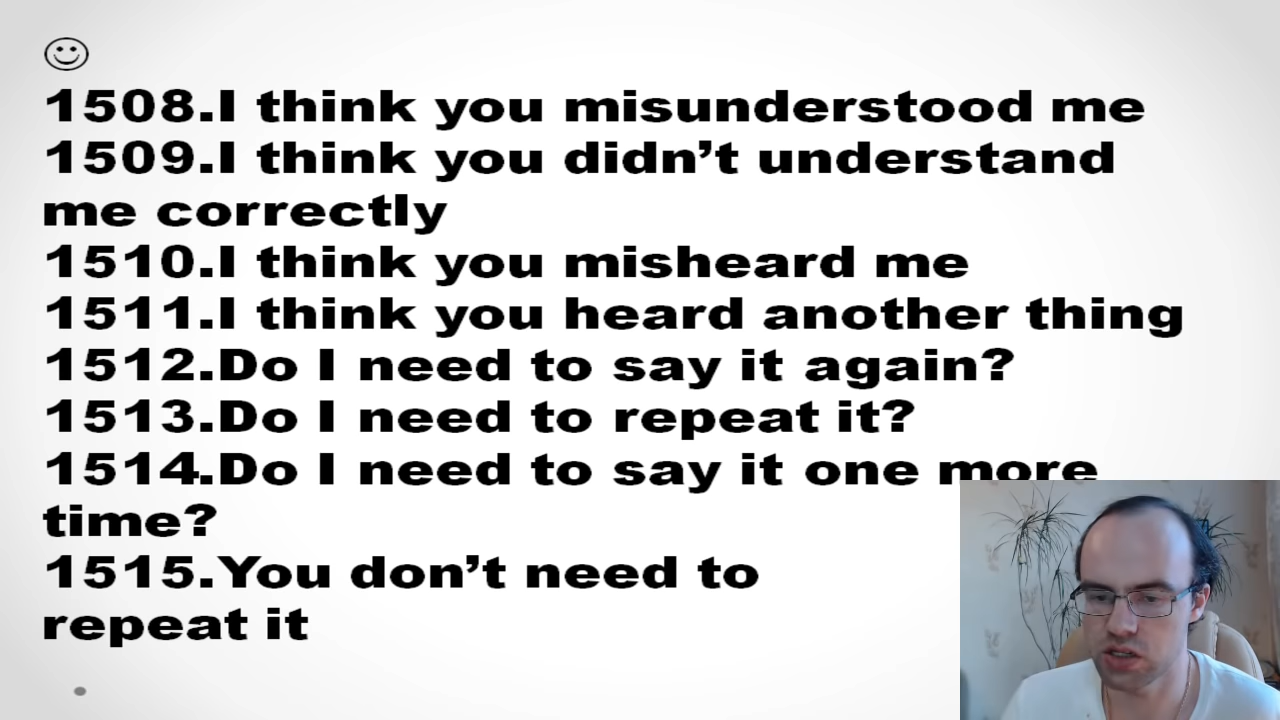 1508.I think you misunderstood me
1509.I think you didn’t understand
me correctly
1510.I think you misheard me
1511.I think you heard another thing
1512.Do I need to say it again?
1513.Do I need to repeat it?
1514.Do I need to say it one more
time?
1515.You don’t need to
repeat it